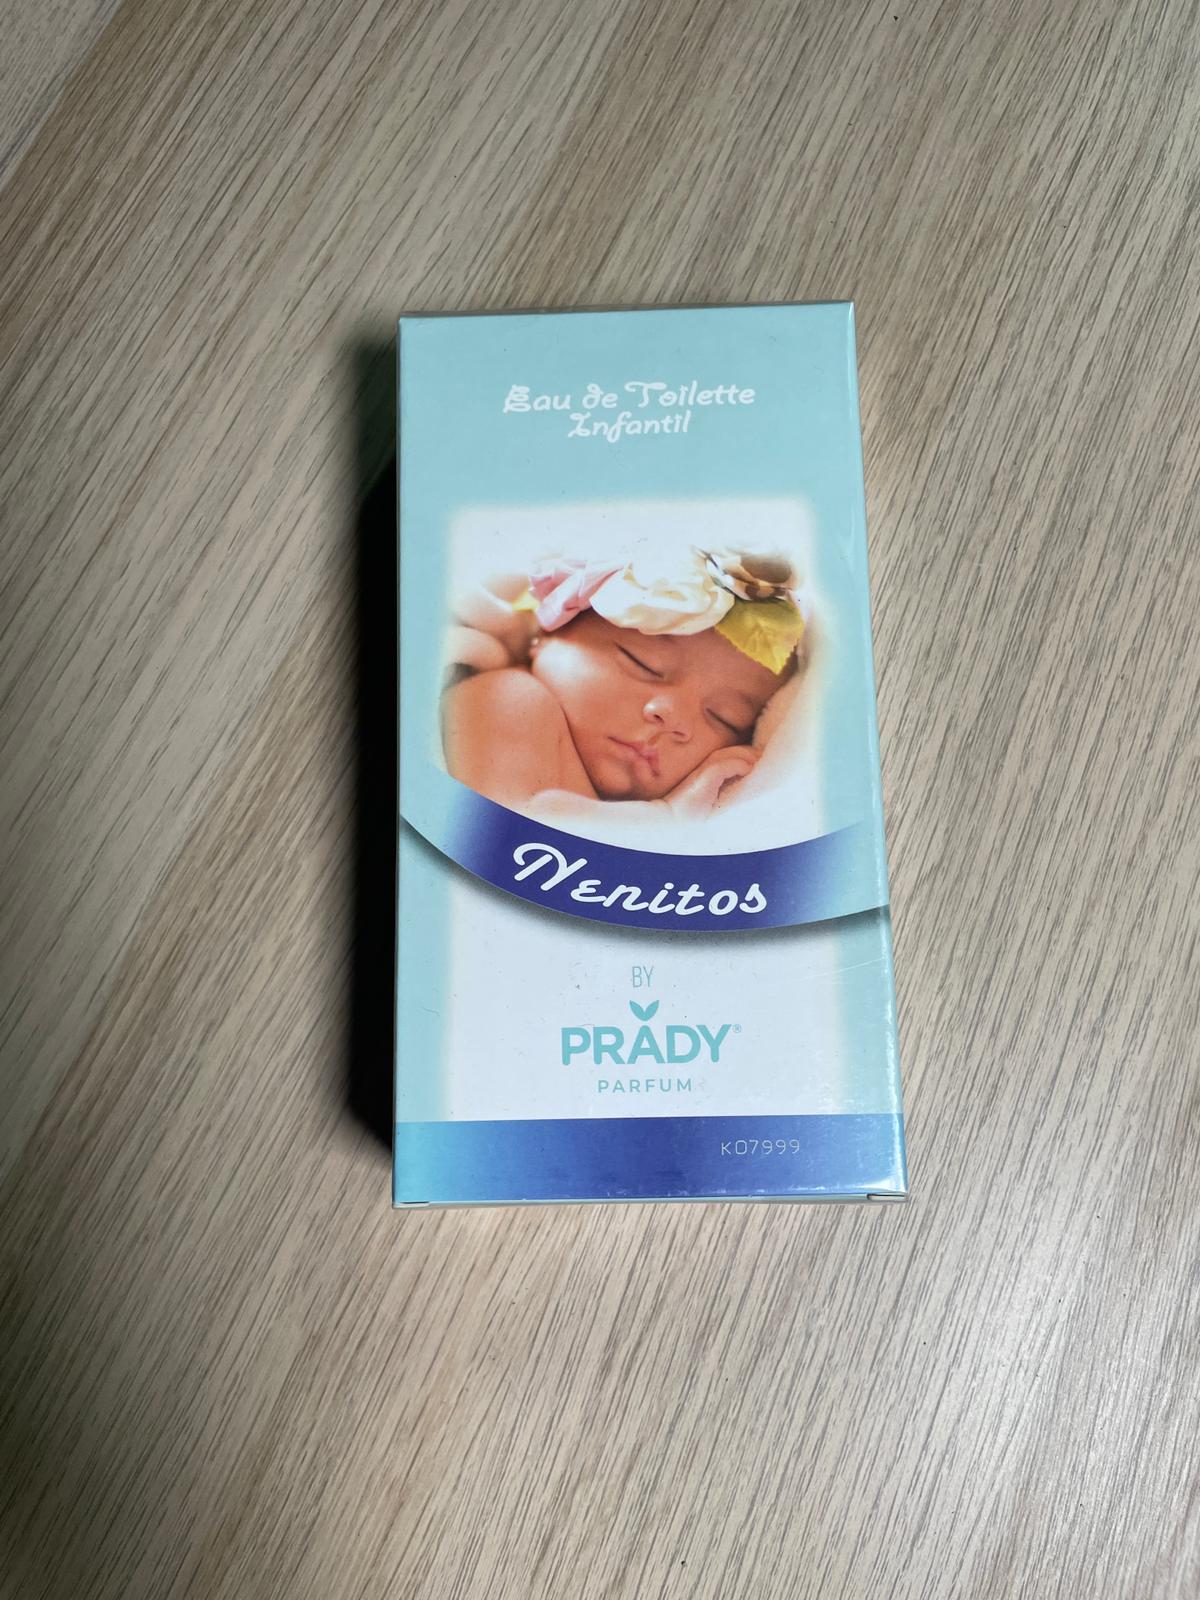 Eau de Toilette
Infantil
Nenitos
BY
PRADY®
PARFUM
K07999